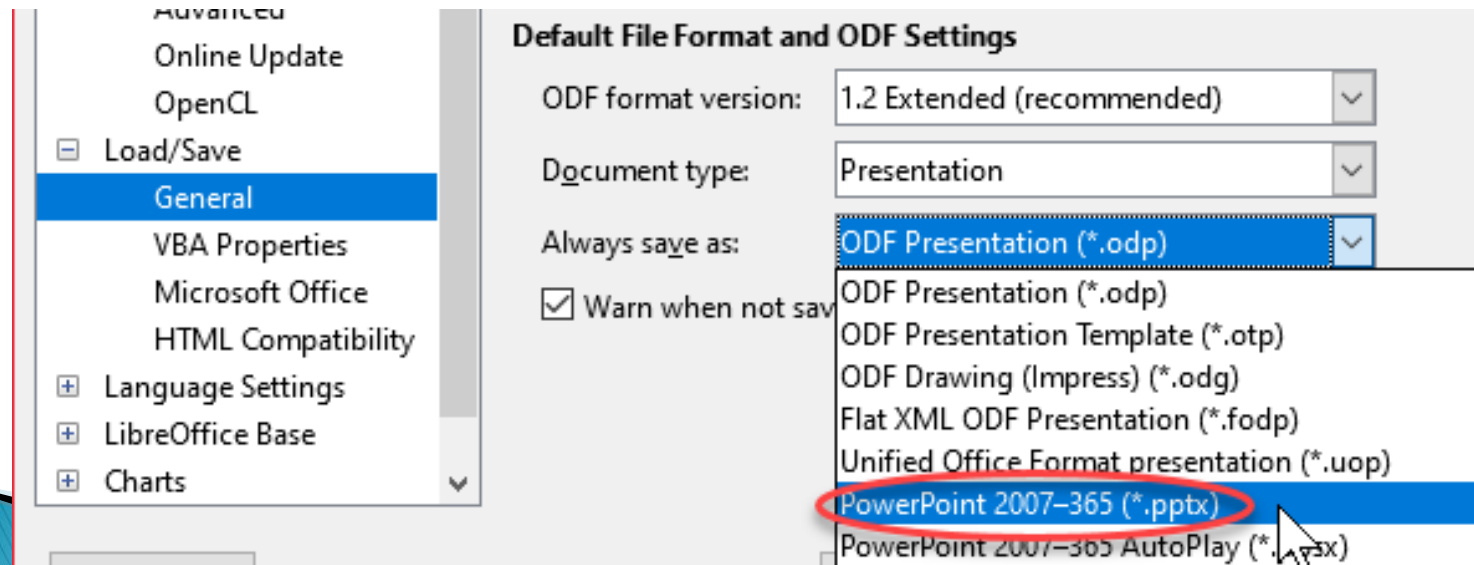 Advanced
Online Update
OpenCL
Load/Save
General
VBA Properties
Microsoft Office
HTML Compatibility
Language Settings
LibreOffice Base
Charts
Default File Format and ODF Settings
ODF format version: 1.2 Extended (recommended)
Document type: Presentation
Always save as: ODF Presentation (*.odp)
Warn when not sav
ODF Presentation (*.odp)
ODF Presentation Template (*.otp)
ODF Drawing (Impress) (*.odg)
Flat XML ODF Presentation (*.fodp)
Unified Office Format presentation (*.uop)
PowerPoint 2007–365 (*.pptx)
PowerPoint 2007–365 AutoPlay